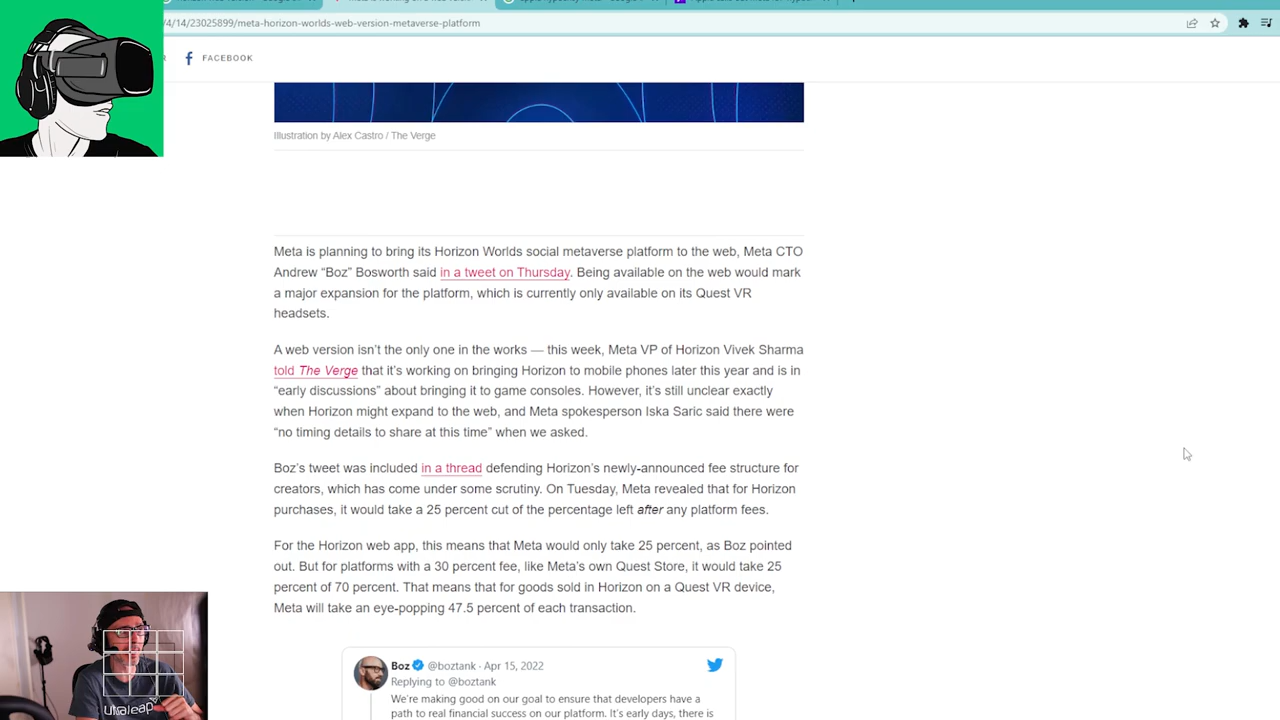 /4/14/23025899/meta-horizon-worlds-web-version-metaverse-platform
FACEBOOK
Illustration by Alex Castro / The Verge
Meta is planning to bring its Horizon Worlds social metaverse platform to the web, Meta CTO
Andrew “Boz” Bosworth said in a tweet on Thursday. Being available on the web would mark
a major expansion for the platform, which is currently only available on its Quest VR
headsets.
A web version isn’t the only one in the works — this week, Meta VP of Horizon Vivek Sharma
told The Verge that it’s working on bringing Horizon to mobile phones later this year and is in
“early discussions” about bringing it to game consoles. However, it’s still unclear exactly
when Horizon might expand to the web, and Meta spokesperson Iska Saric said there were
“no timing details to share at this time” when we asked.
Boz’s tweet was included in a thread defending Horizon’s newly-announced fee structure for
creators, which has come under some scrutiny. On Tuesday, Meta revealed that for Horizon
purchases, it would take a 25 percent cut of the percentage left after any platform fees.
For the Horizon web app, this means that Meta would only take 25 percent, as Boz pointed
out. But for platforms with a 30 percent fee, like Meta’s own Quest Store, it would take 25
percent of 70 percent. That means that for goods sold in Horizon on a Quest VR device,
Meta will take an eye-popping 47.5 percent of each transaction.
Boz @boztank · Apr 15, 2022
Replying to @boztank
We’re making good on our goal to ensure that developers have a
path to real financial success on our platform. It’s early days, there is
ultraleap